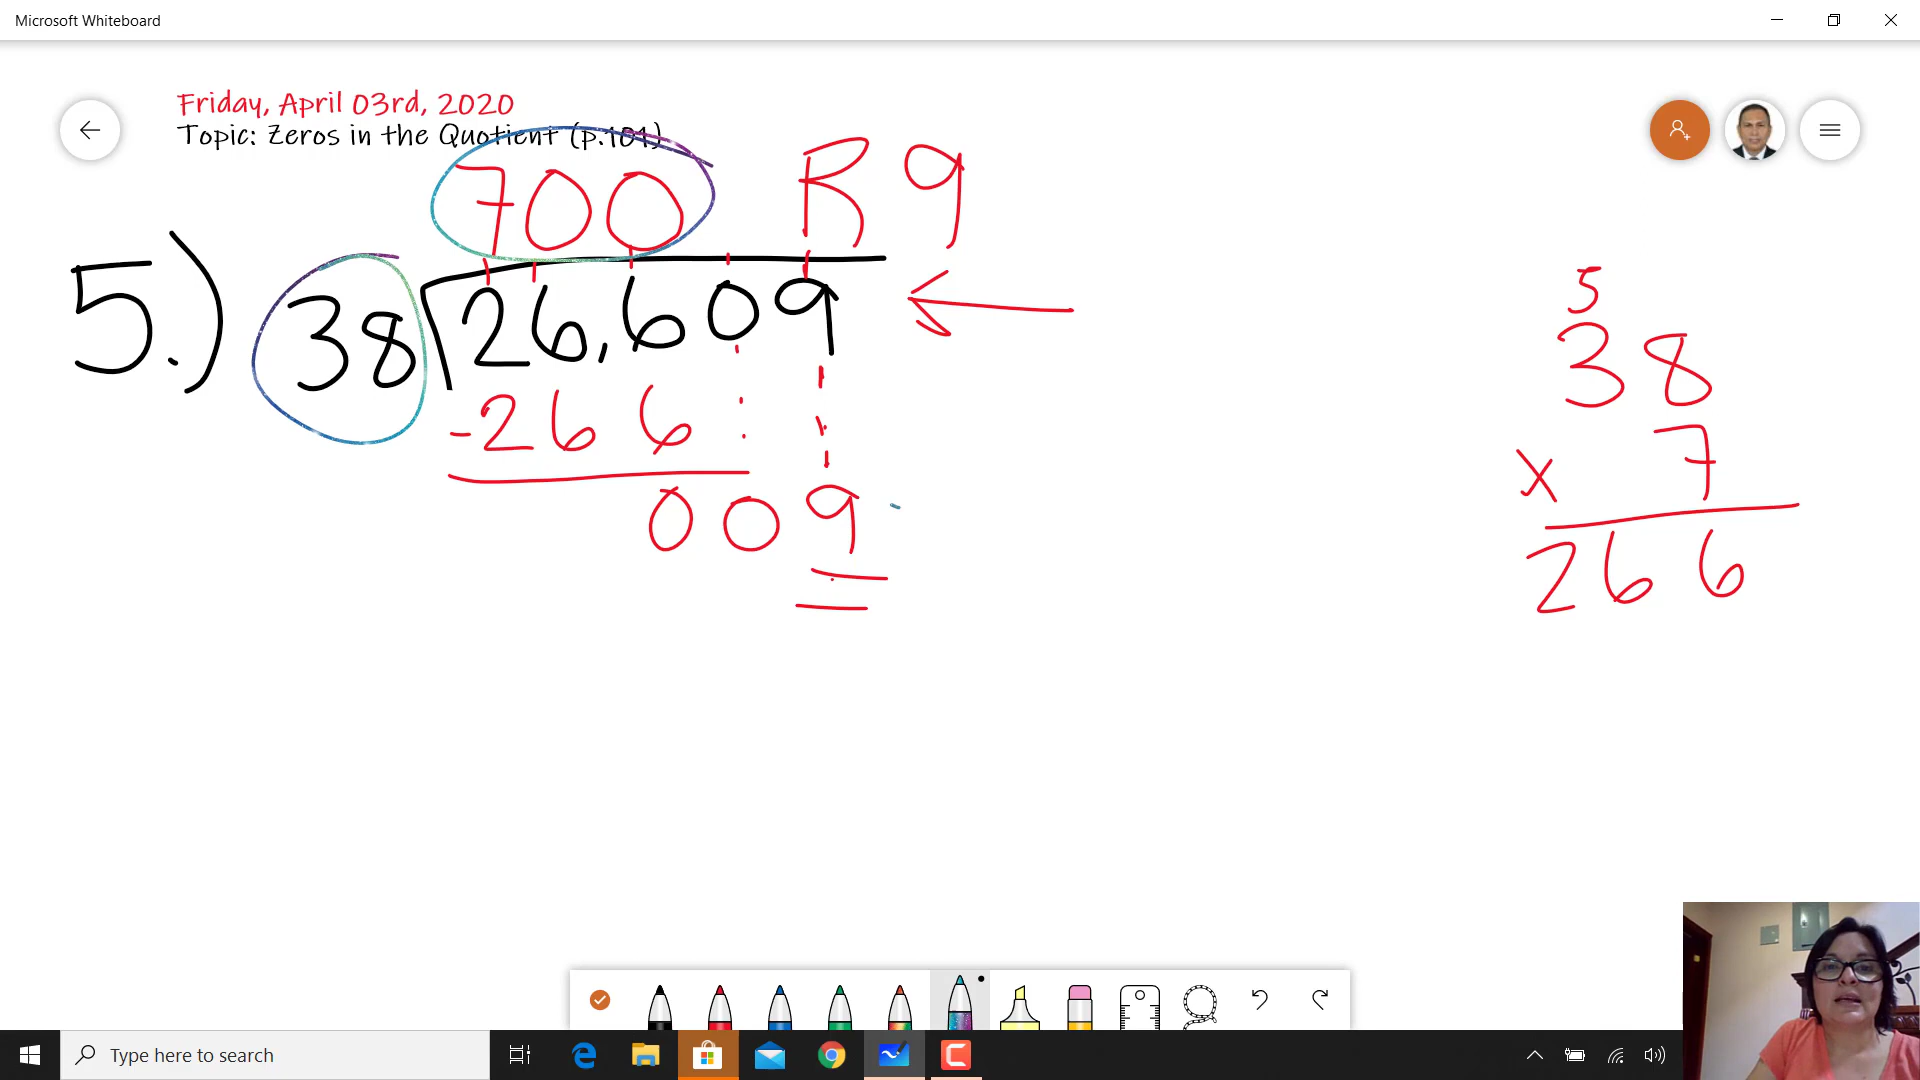 Microsoft Whiteboard
Friday, April 03rd, 2020
Topic: Zeros in the Quotient (p.101)
700 R 9
5.) 38 26,609
-266
009
5
38
x 7
266
Type here to search